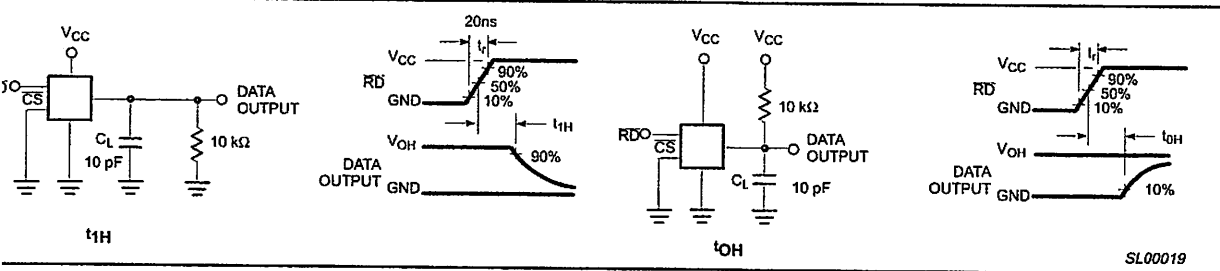 VCC
CS
DATA
OUTPUT
CL
10 pF
10 kΩ
t1H
20ns
tr
VCC
RD
GND
90%
50%
10%
t1H
VOH
DATA
OUTPUT
GND
90%
VCC
VCC
10 kΩ
RD
CS
DATA
OUTPUT
CL
10 pF
tOH
tr
VCC
RD
GND
90%
50%
10%
t0H
VOH
DATA
OUTPUT
GND
10%
SL00019